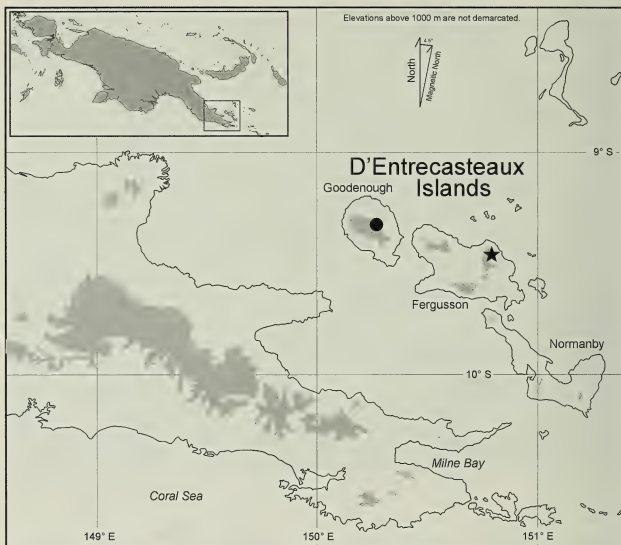 Elevations above 1000 m are not demarcated.
4.5°
North
Magnetic North
9° S
D'Entrecasteaux
Islands
Goodenough
Fergusson
Normanby
10° S
Milne Bay
Coral Sea
149° E
150° E
151° E